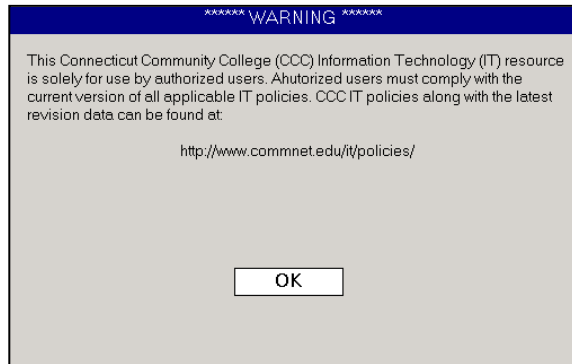 ****** WARNING ******
This Connecticut Community College (CCC) Information Technology (IT) resource
is solely for use by authorized users. Ahutorized users must comply with the
current version of all applicable IT policies. CCC IT policies along with the latest
revision data can be found at:
http://www.commnet.edu/it/policies/
OK